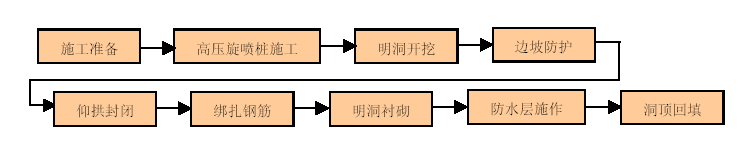 施工准备
高压旋喷桩施工
明洞开挖
边坡防护
仰拱封闭
绑扎钢筋
明洞衬砌
防水层施作
洞顶回填